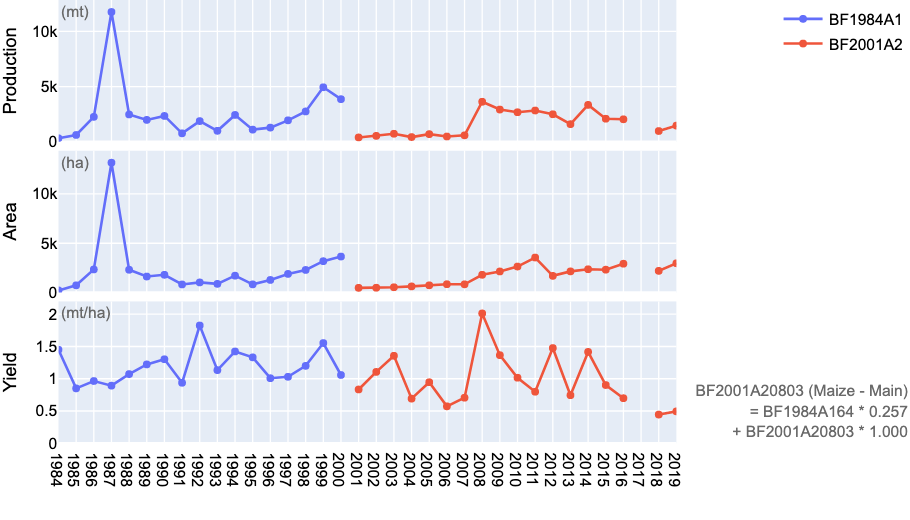 (mt)
Production
10k
5k
0
BF1984A1
BF2001A2
(ha)
Area
10k
5k
0
(mt/ha)
Yield
2
1.5
1
0.5
0
1984
1985
1986
1987
1988
1989
1990
1991
1992
1993
1994
1995
1996
1997
1998
1999
2000
2001
2002
2003
2004
2005
2006
2007
2008
2009
2010
2011
2012
2013
2014
2015
2016
2017
2018
2019
BF2001A20803 (Maize - Main)
= BF1984A164 * 0.257
+ BF2001A20803 * 1.000